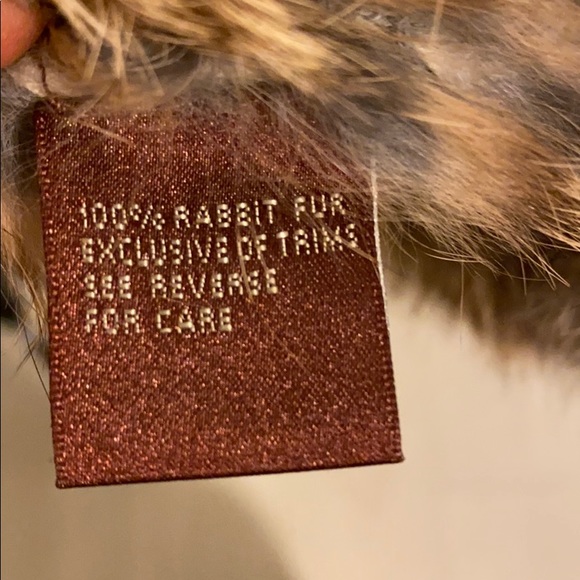 100% RABBIT FUR
EXCLUSIVE OF TRIMS
SEE REVERSE
FOR CARE